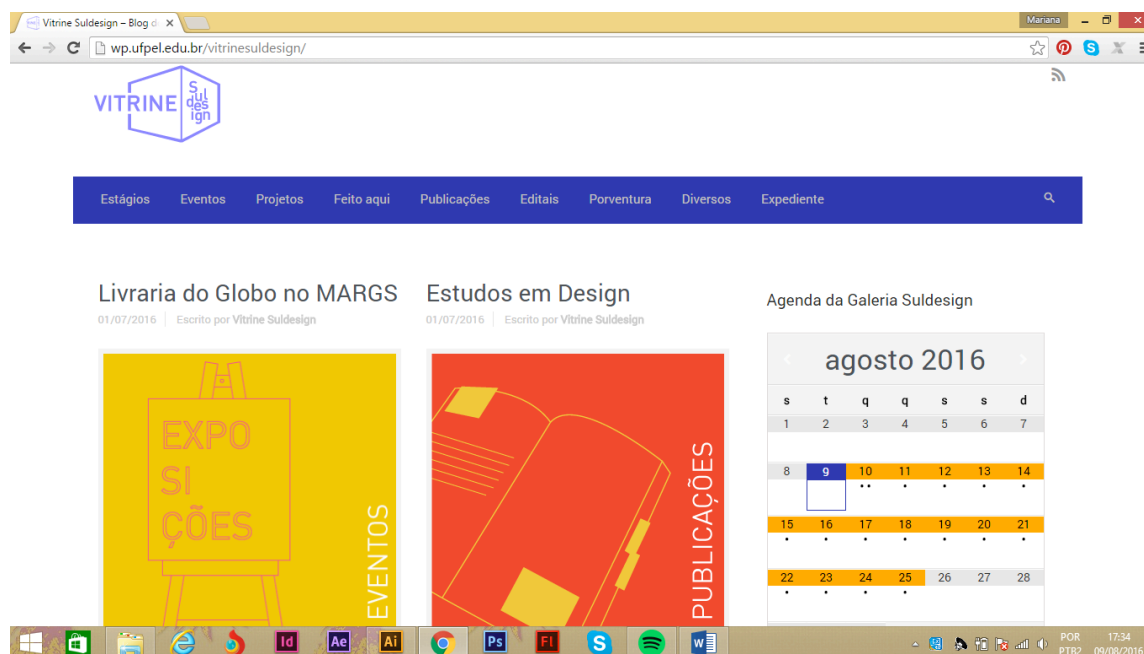 Vitrine Suldesign – Blog d
Mariana
wp.ufpel.edu.br/vitrinesuldesign/
VITRINE
Sul
des
ign
Estágios Eventos Projetos Feito aqui Publicações Editais Porventura Diversos Expediente
Livraria do Globo no MARGS
01/07/2016 Escrito por Vitrine Suldesign
EXPO
SI
ÇÕES
EVENTOS
Estudos em Design
01/07/2016 Escrito por Vitrine Suldesign
PUBLICAÇÕES
Agenda da Galeria Suldesign
agosto 2016
s t q q s s d
1 2 3 4 5 6 7
8 9 10 11 12 13 14
15 16 17 18 19 20 21
22 23 24 25 26 27 28
Id Ae Ai Ps Fl S W
POR 17:34
PTB2 09/08/2016